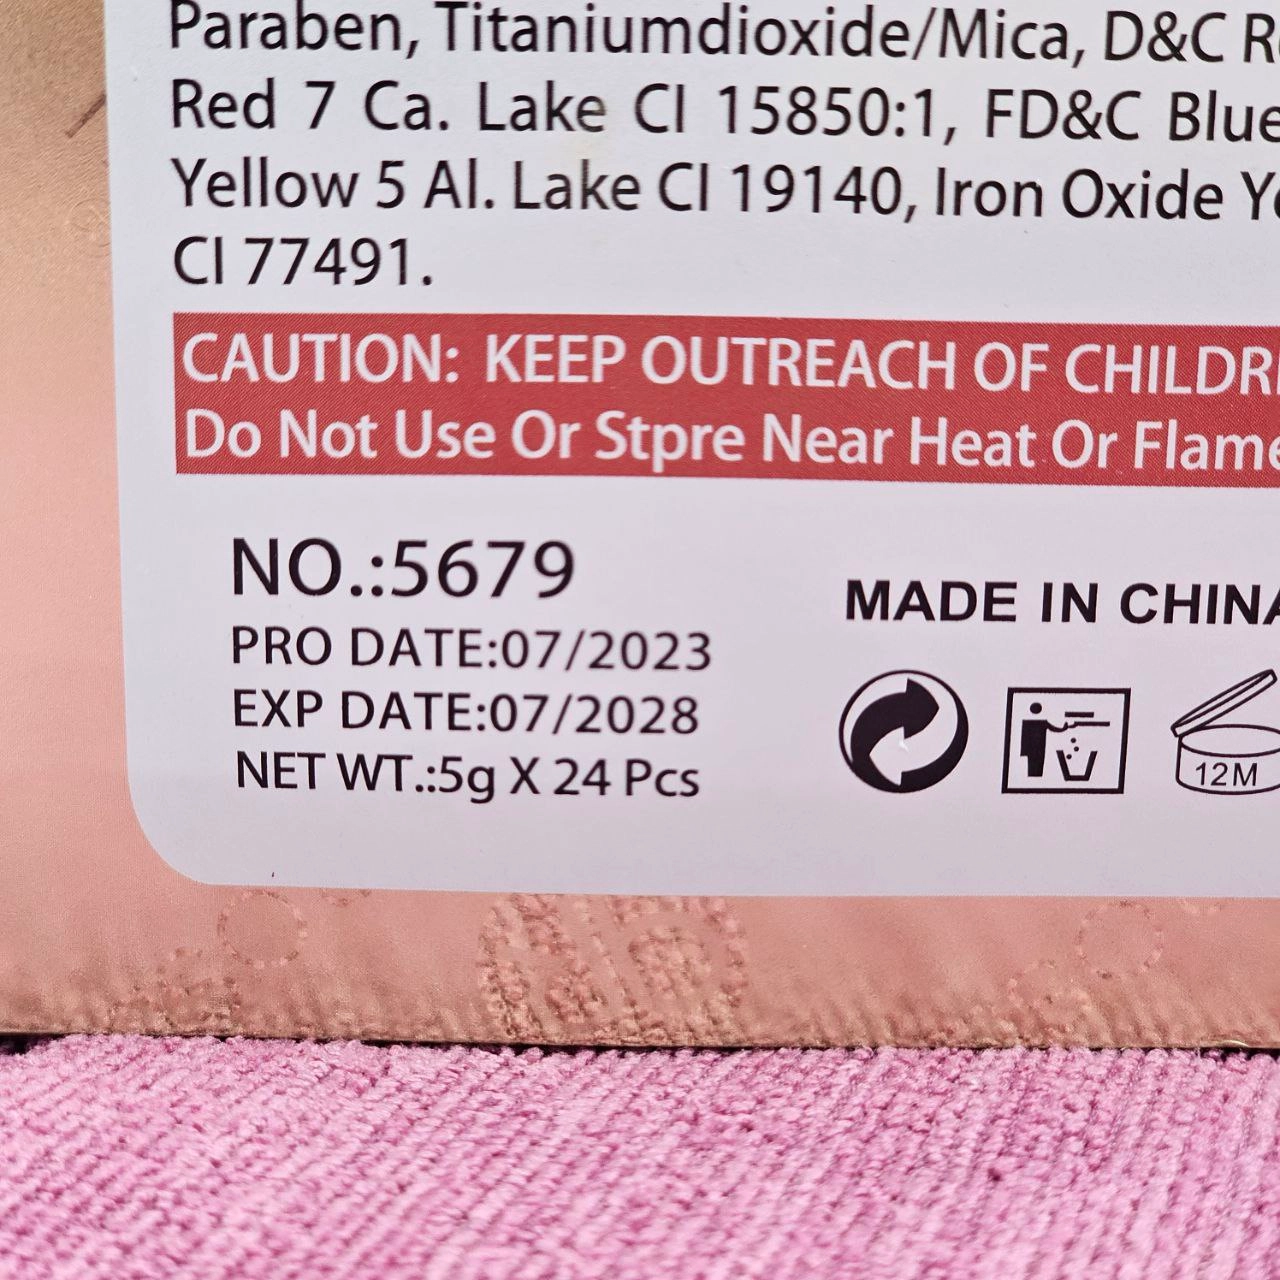 Paraben, Titaniumdioxide/Mica, D&C
Red 7 Ca. Lake CI 15850:1, FD&C Blue
Yellow 5 Al. Lake CI 19140, Iron Oxide
CI 77491.
CAUTION: KEEP OUTREACH OF
Do Not Use Or Stpre Near Heat Or Flame
NO.:5679
PRO DATE:07/2023
EXP DATE:07/2028
NET WT.:5g X 24 Pcs
MADE IN CHINA
12M